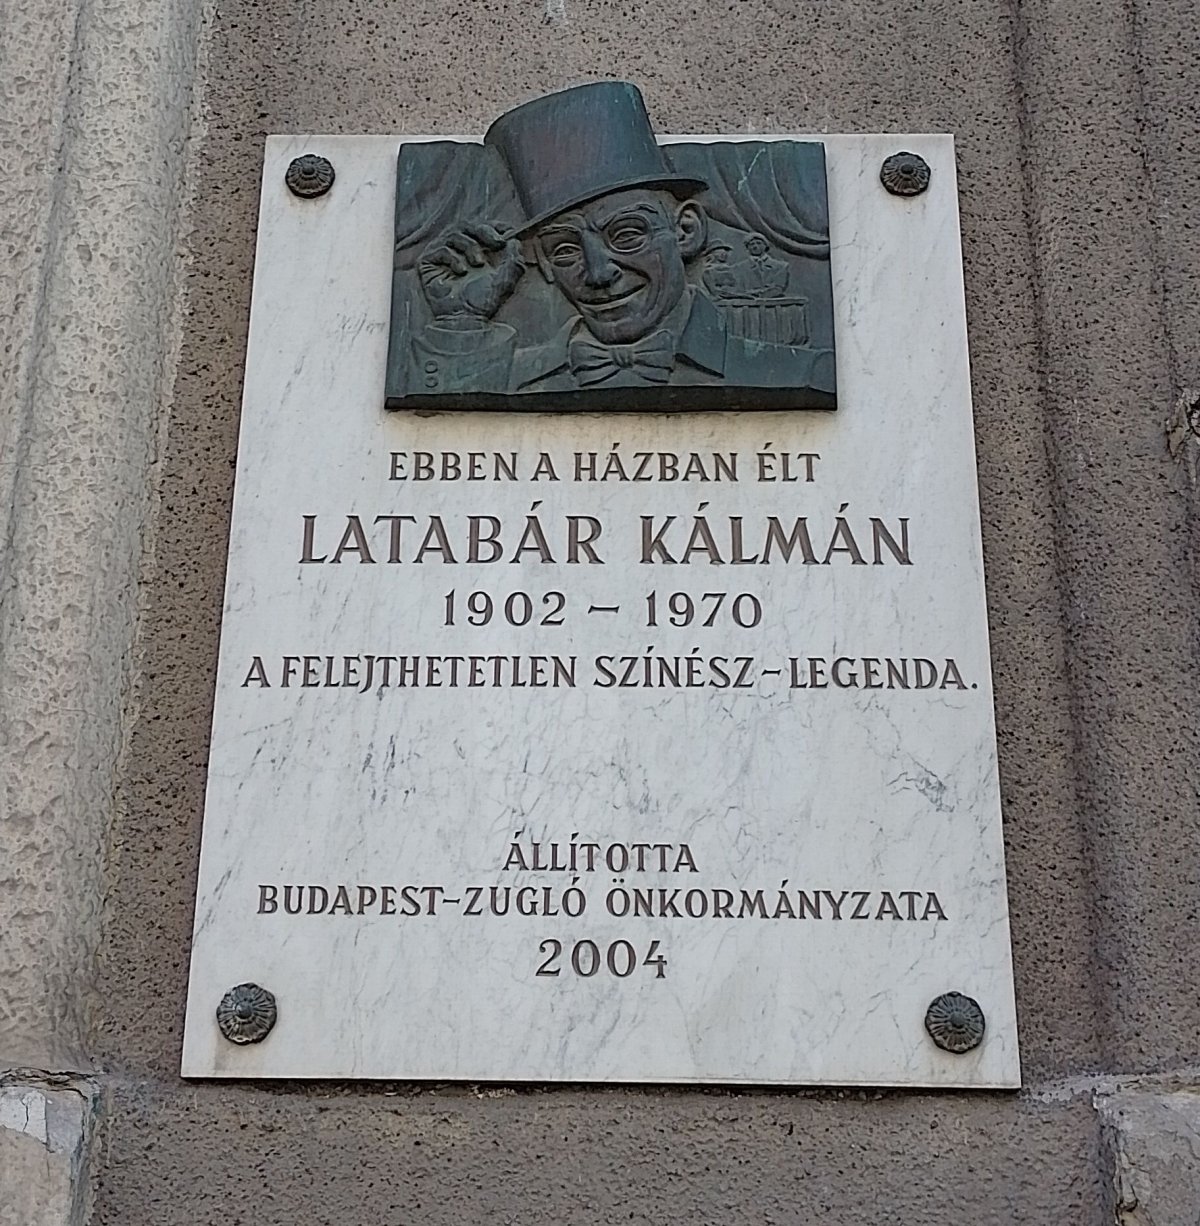 EBBEN A HÁZBAN ÉLT
LATABÁR KÁLMÁN
1902 – 1970
A FELEJTHETETLEN SZÍNÉSZ-LEGENDA.
ÁLLÍTOTTA
BUDAPEST-ZUGLÓ ÖNKORMÁNYZATA
2004